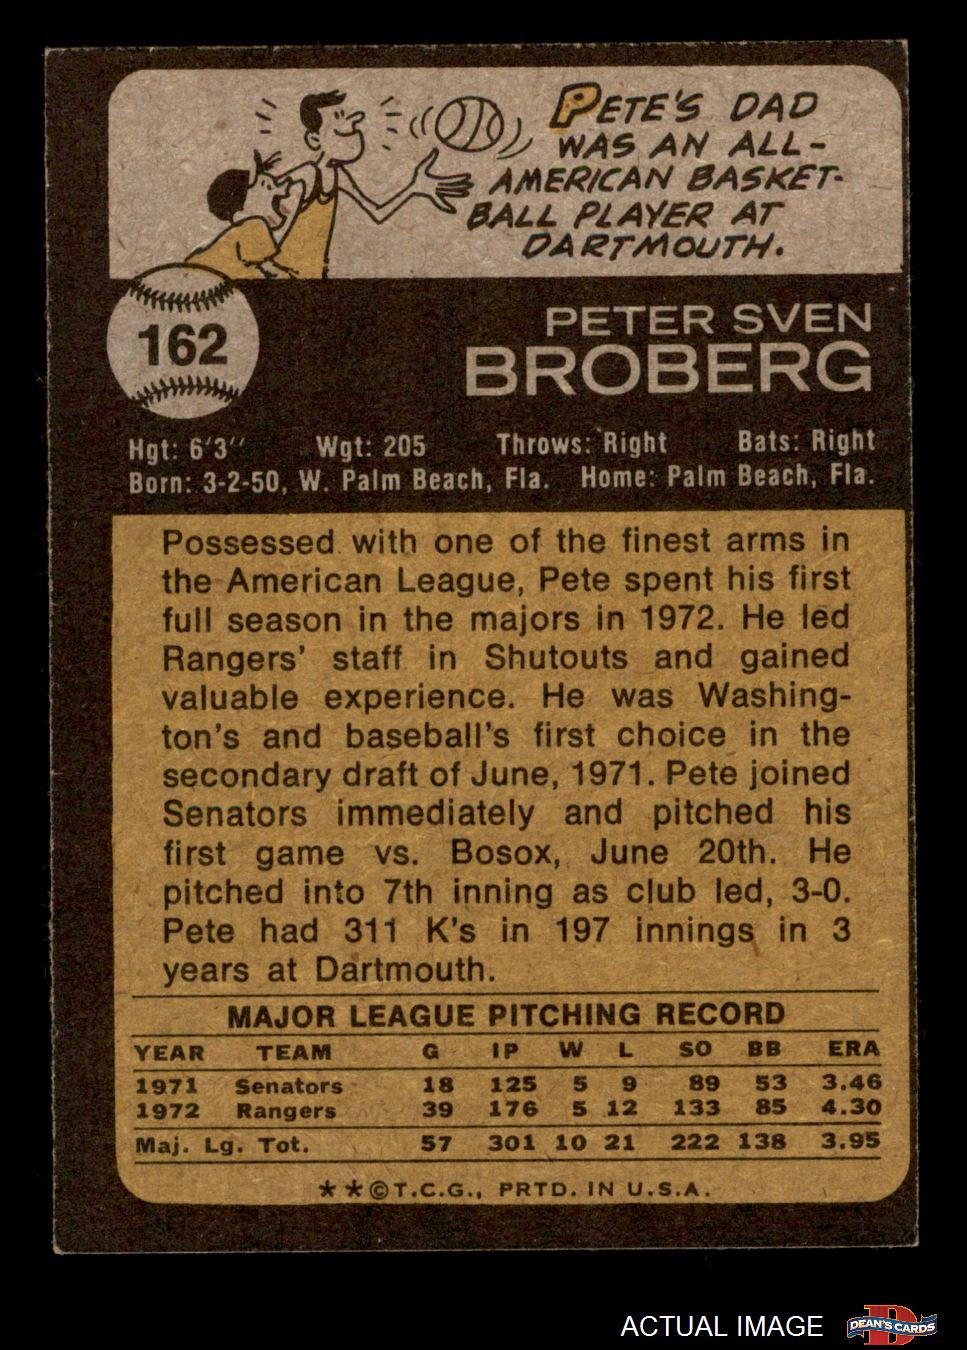 PETE'S DAD
WAS AN ALL-
AMERICAN BASKET-
BALL PLAYER AT
DARTMOUTH.
162
PETER SVEN
BROBERG
Hgt: 6'3" Wgt: 205 Throws: Right Bats: Right
Born: 3-2-50, W. Palm Beach, Fla. Home: Palm Beach, Fla.
Possessed with one of the finest arms in
the American League, Pete spent his first
full season in the majors in 1972. He led
Rangers' staff in Shutouts and gained
valuable experience. He was Washing-
ton's and baseball's first choice in the
secondary draft of June, 1971. Pete joined
Senators immediately and pitched his
first game vs. Bosox, June 20th. He
pitched into 7th inning as club led, 3-0.
Pete had 311 K's in 197 innings in 3
years at Dartmouth.
MAJOR LEAGUE PITCHING RECORD
YEAR TEAM G IP W L SO BB ERA
1971 Senators 18 125 5 9 89 53 3.46
1972 Rangers 39 176 5 12 133 85 4.30
Maj. Lg. Tot. 57 301 10 21 222 138 3.95
**©T.C.G., PRTD. IN U.S.A.
ACTUAL IMAGE
DEAN'S CARDS